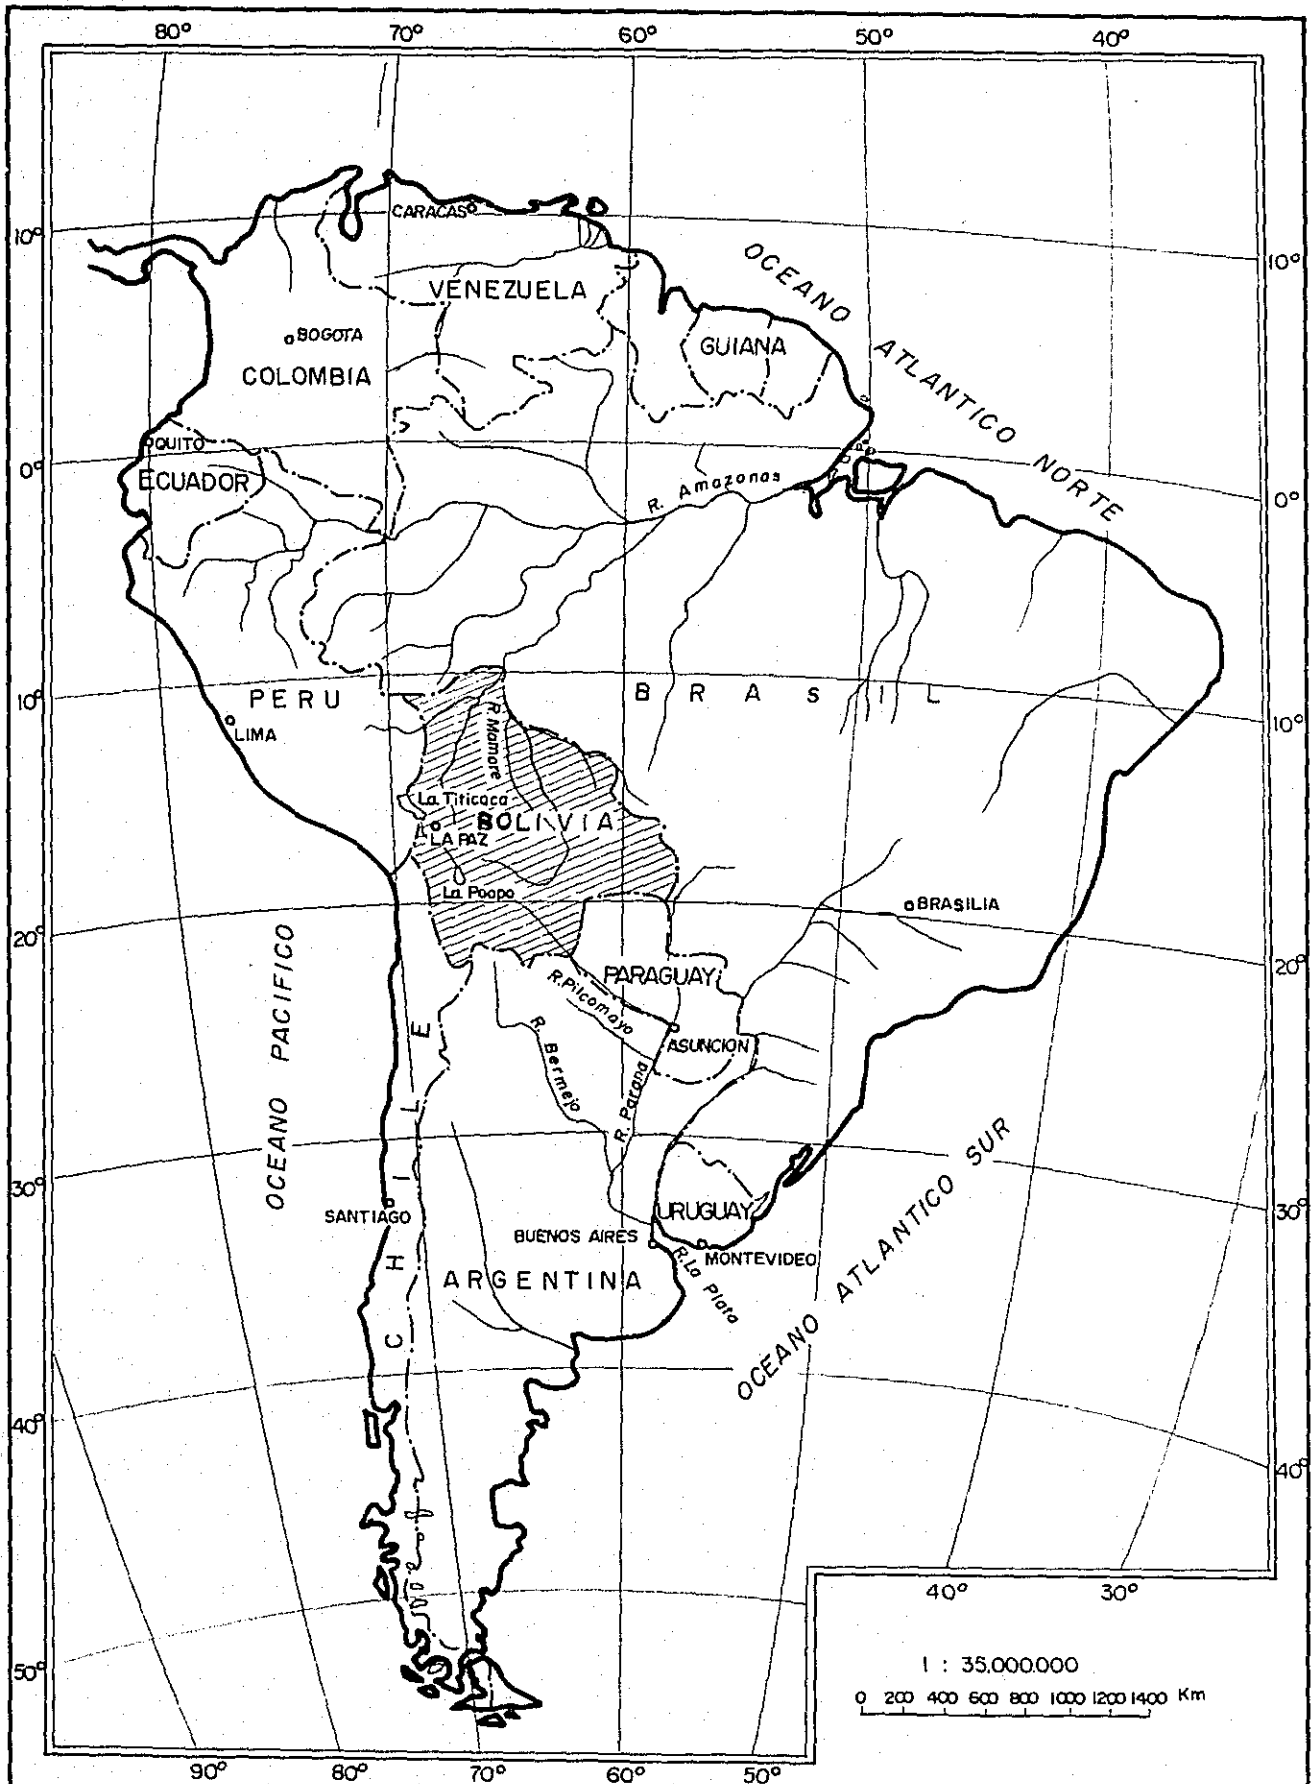 80° 70° 60° 50° 40°
CARACAS
10°
OCEANO ATLANTICO NORTE
10°
VENEZUELA
BOGOTA
GUIANA
COLOMBIA
QUITO
0°
ECUADOR
R. Amazonas
0°
PERU
BRASIL
10°
10°
LIMA
R. Mamore
La. Titicaca
BOLIVIA
LA PAZ
La Poopo
BRASILIA
20°
20°
OCEANO PACIFICO
PARAGUAY
R. Pilcomayo
ASUNCION
R. Bermejo
R. Parana
CHILE
30°
30°
SANTIAGO
URUGUAY
BUENOS AIRES
MONTEVIDEO
R. La Plata
ARGENTINA
OCEANO ATLANTICO SUR
40°
40°
40° 30°
50°
1 : 35.000.000
0 200 400 600 800 1000 1200 1400 Km
90° 80° 70° 60° 50°